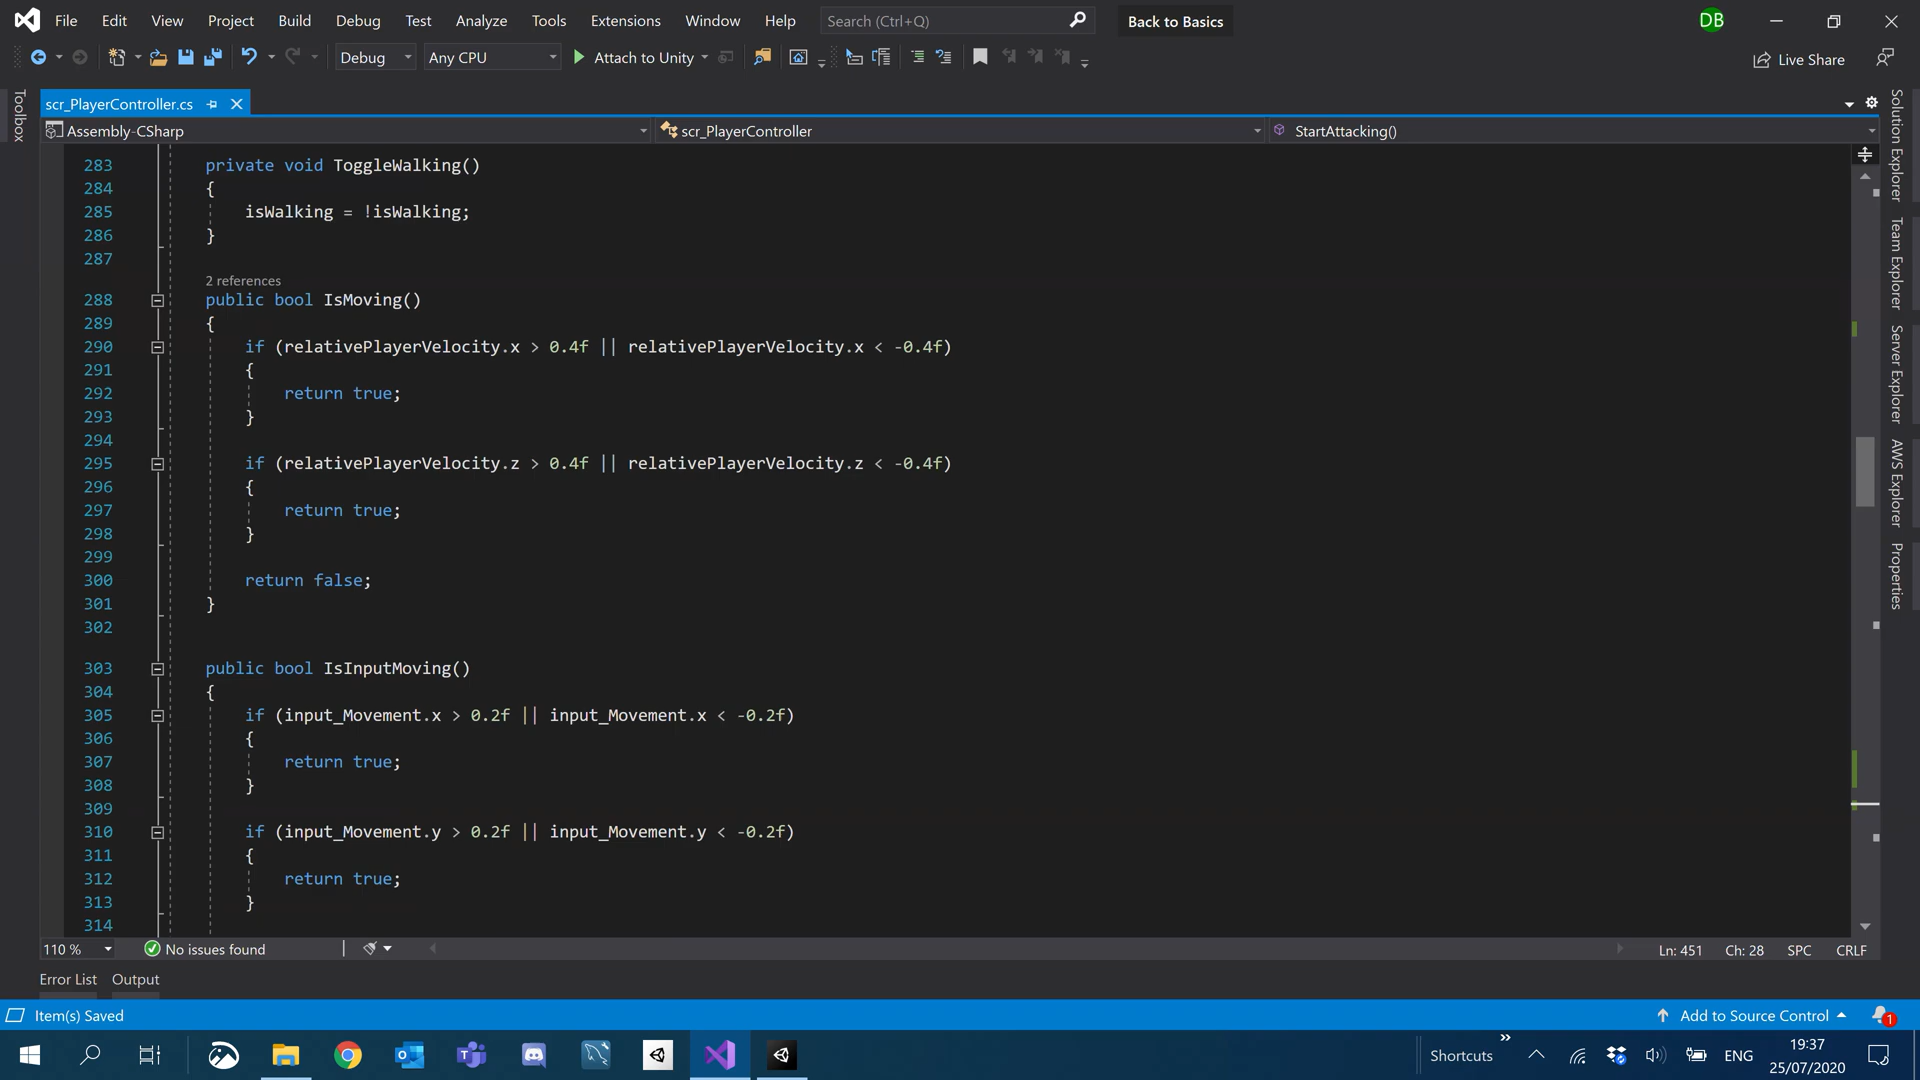 File Edit View Project Build Debug Test Analyze Tools Extensions Window Help Search (Ctrl+Q) Back to Basics DB
Debug Any CPU Attach to Unity Live Share
Toolbox
scr_PlayerController.cs
Assembly-CSharp scr_PlayerController StartAttacking()
283 private void ToggleWalking()
284 {
285 isWalking = !isWalking;
286 }
287
2 references
288 public bool IsMoving()
289 {
290 if (relativePlayerVelocity.x > 0.4f || relativePlayerVelocity.x < -0.4f)
291 {
292 return true;
293 }
294
295 if (relativePlayerVelocity.z > 0.4f || relativePlayerVelocity.z < -0.4f)
296 {
297 return true;
298 }
299
300 return false;
301 }
302
303 public bool IsInputMoving()
304 {
305 if (input_Movement.x > 0.2f || input_Movement.x < -0.2f)
306 {
307 return true;
308 }
309
310 if (input_Movement.y > 0.2f || input_Movement.y < -0.2f)
311 {
312 return true;
313 }
314
Solution Explorer
Team Explorer
Server Explorer
AWS Explorer
Properties
110 % No issues found Ln: 451 Ch: 28 SPC CRLF
Error List Output
Item(s) Saved Add to Source Control 1
Shortcuts ENG 19:37
25/07/2020